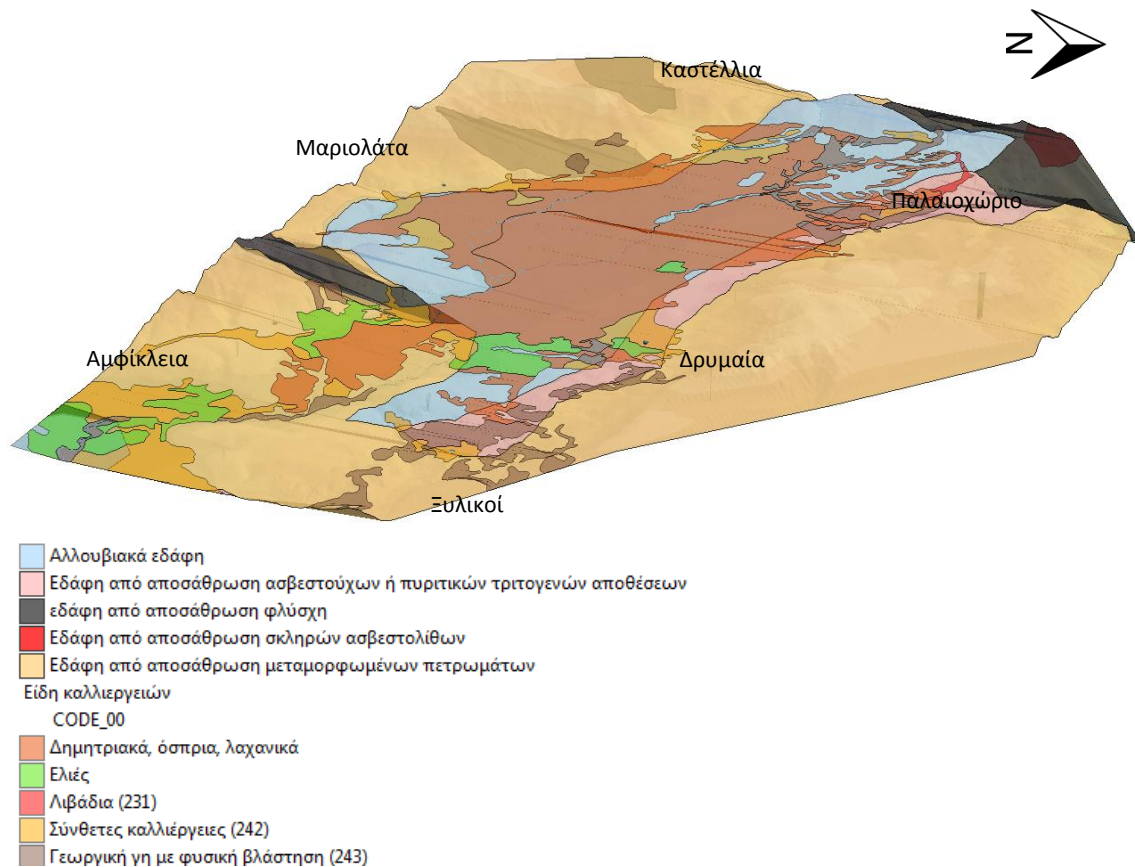 N
Καστέλλια
Μαριολάτα
Παλαιοχώριο
Αμφίκλεια
Δρυμαία
Ξυλικοί
Αλλουβιακά εδάφη
Εδάφη από αποσάθρωση ασβεστούχων ή πυριτικών τριτογενών αποθέσεων
εδάφη από αποσάθρωση φλύσχη
Εδάφη από αποσάθρωση σκληρών ασβεστολίθων
Εδάφη από αποσάθρωση μεταμορφωμένων πετρωμάτων
Είδη καλλιεργειών
CODE_00
Δημητριακά, όσπρια, λαχανικά
Ελιές
Λιβάδια (231)
Σύνθετες καλλιέργειες (242)
Γεωργική γη με φυσική βλάστηση (243)